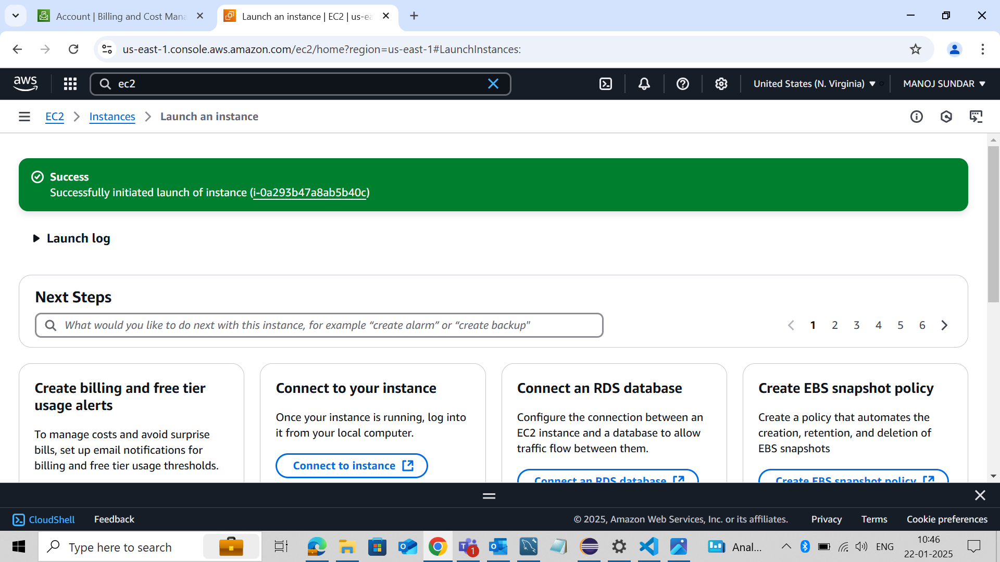 Account | Billing and Cost Mana
Launch an instance | EC2 | us-ea
us-east-1.console.aws.amazon.com/ec2/home?region=us-east-1#LaunchInstances:
aws
ec2
United States (N. Virginia)
MANOJ SUNDAR
EC2
Instances
Launch an instance
Success
Successfully initiated launch of instance (i-0a293b47a8ab5b40c)
Launch log
Next Steps
What would you like to do next with this instance, for example “create alarm” or “create backup"
1 2 3 4 5 6
Create billing and free tier
usage alerts
To manage costs and avoid surprise
bills, set up email notifications for
billing and free tier usage thresholds.
Connect to your instance
Once your instance is running, log into
it from your local computer.
Connect to instance
Connect an RDS database
Configure the connection between an
EC2 instance and a database to allow
traffic flow between them.
Connect an RDS database
Create EBS snapshot policy
Create a policy that automates the
creation, retention, and deletion of
EBS snapshots
Create EBS snapshot policy
CloudShell
Feedback
© 2025, Amazon Web Services, Inc. or its affiliates.
Privacy
Terms
Cookie preferences
Type here to search
1
Anal...
ENG
10:46
22-01-2025